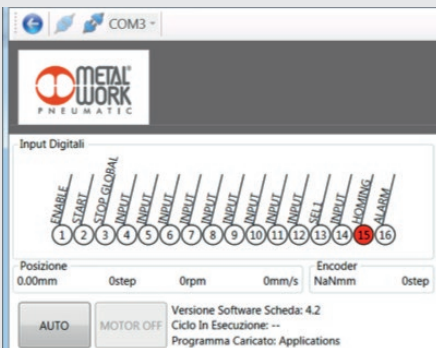 COM3
METAL
WORK
PNEUMATIC
Input Digitali
ENABLE
START
STOP GLOBAL
INPUT
INPUT
INPUT
INPUT
INPUT
INPUT
INPUT
INPUT
INPUT
SEL1
INPUT
HOMING
ALARM
1 2 3 4 5 6 7 8 9 10 11 12 13 14 15 16
Posizione Encoder
0.00mm 0step 0rpm 0mm/s NaNmm 0step
AUTO MOTOR OFF
Versione Software Scheda: 4.2
Ciclo In Esecuzione: --
Programma Caricato: Applications